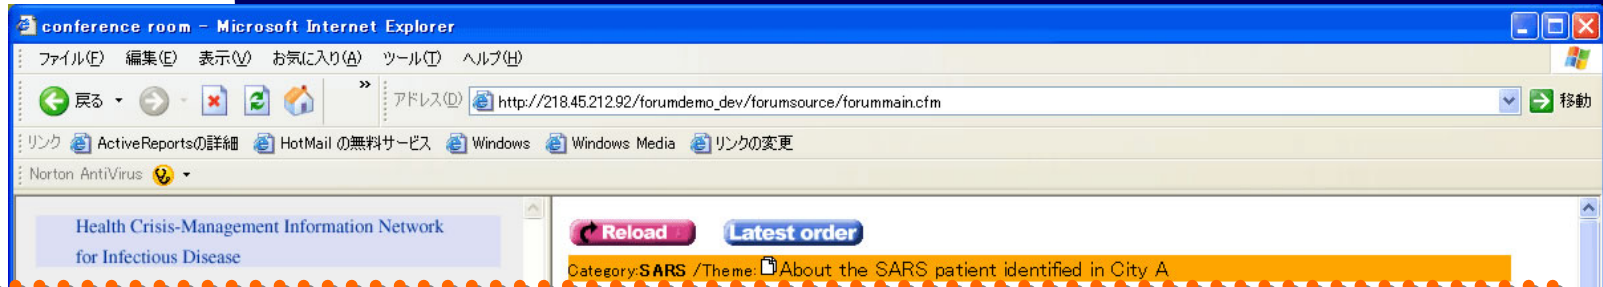 conference room - Microsoft Internet Explorer
ファイル(F) 編集(E) 表示(V) お気に入り(A) ツール(T) ヘルプ(H)
戻る » アドレス(D) http://218.45.212.92/forumdemo_dev/forumsource/forummain.cfm 移動
リンク ActiveReportsの詳細 HotMail の無料サービス Windows Windows Media リンクの変更
Norton AntiVirus
Health Crisis-Management Information Network
for Infectious Disease
Reload Latest order
Category:SARS /Theme: About the SARS patient identified in City A